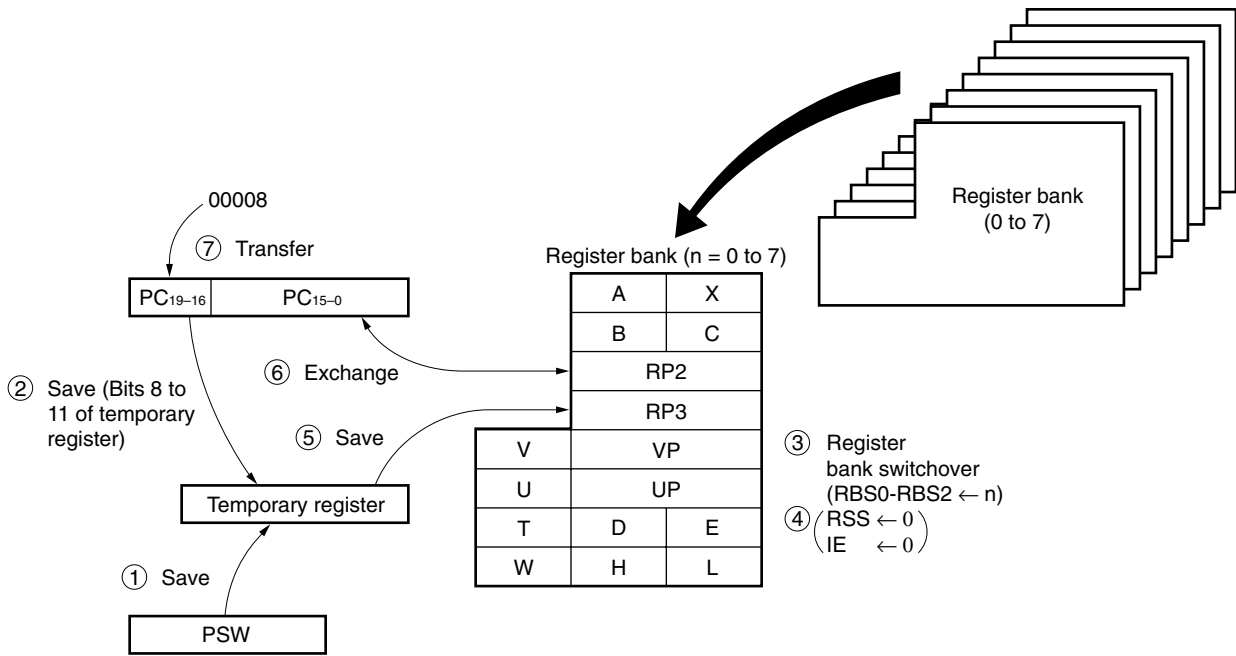 Register bank
(0 to 7)
00008
⑦ Transfer
PC19–16 PC15–0
⑥ Exchange
② Save (Bits 8 to
11 of temporary
register)
⑤ Save
Temporary register
① Save
PSW
Register bank (n = 0 to 7)
A X
B C
RP2
RP3
V VP
U UP
T D E
W H L
③ Register
bank switchover
(RBS0-RBS2 ← n)
④ (RSS ← 0
IE ← 0)